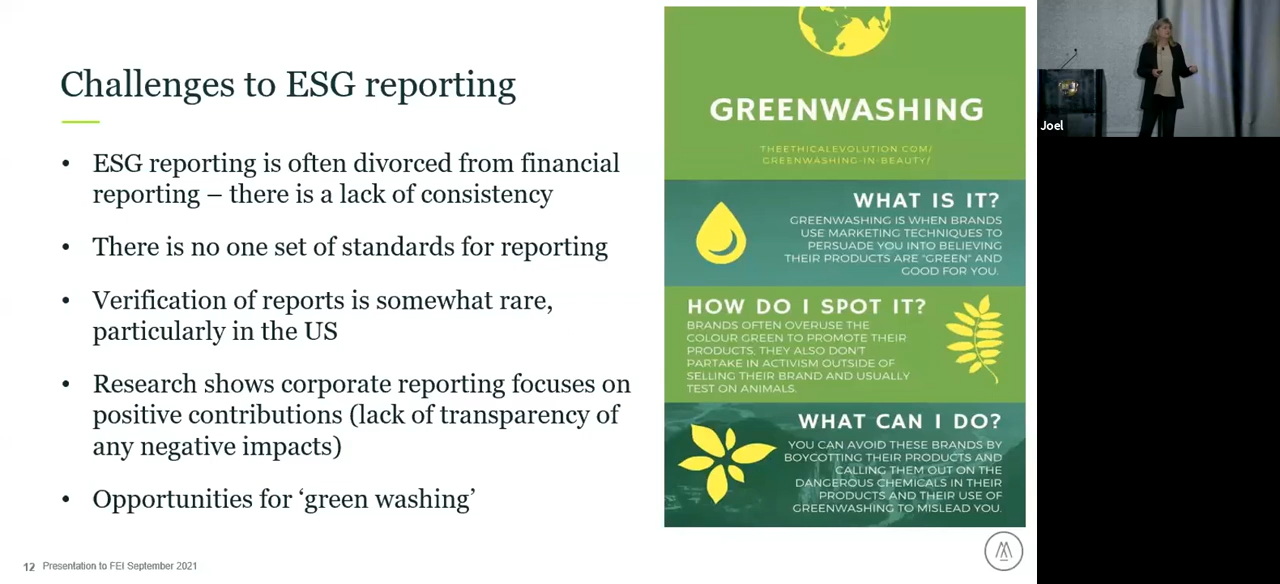 Challenges to ESG reporting
• ESG reporting is often divorced from financial
reporting – there is a lack of consistency
• There is no one set of standards for reporting
• Verification of reports is somewhat rare,
particularly in the US
• Research shows corporate reporting focuses on
positive contributions (lack of transparency of
any negative impacts)
• Opportunities for ‘green washing’
12 Presentation to FEI September 2021
GREENWASHING
THEETHICALEVOLUTION.COM/
GREENWASHING-IN-BEAUTY/
WHAT IS IT?
GREENWASHING IS WHEN BRANDS
USE MARKETING TECHNIQUES TO
PERSUADE YOU INTO BELIEVING
THEIR PRODUCTS ARE "GREEN" AND
GOOD FOR YOU.
HOW DO I SPOT IT?
BRANDS OFTEN OVERUSE THE
COLOUR GREEN TO PROMOTE THEIR
PRODUCTS, THEY ALSO DON'T
PARTAKE IN ACTIVISM OUTSIDE OF
SELLING THEIR BRAND AND USUALLY
TEST ON ANIMALS.
WHAT CAN I DO?
YOU CAN AVOID THESE BRANDS BY
BOYCOTTING THEIR PRODUCTS AND
CALLING THEM OUT ON THE
DANGEROUS CHEMICALS IN THEIR
PRODUCTS AND THEIR USE OF
GREENWASHING TO MISLEAD YOU.
Joel